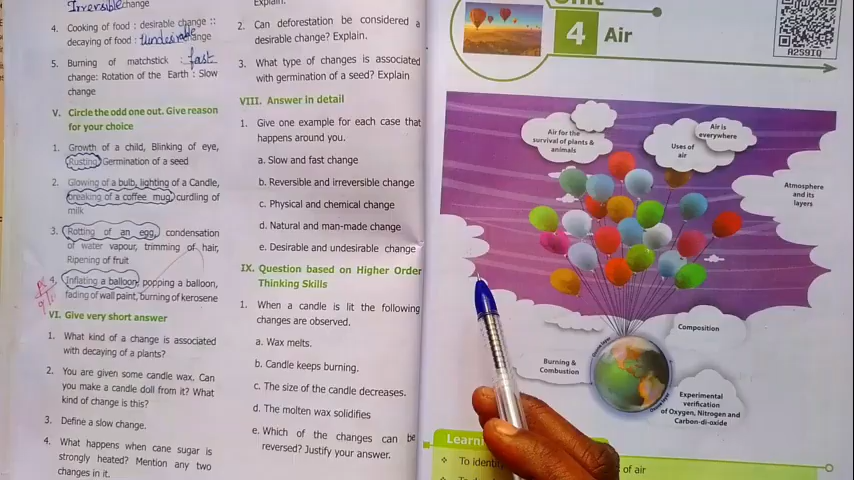 Irrversible change
4. Cooking of food : desirable change ::
decaying of food : Undesirable change
5. Burning of matchstick : fast
change: Rotation of the Earth : Slow
change
V. Circle the odd one out. Give reason
for your choice
1. Growth of a child, Blinking of eye,
Rusting, Germination of a seed
2. Glowing of a bulb, lighting of a Candle,
breaking of a coffee mug, curdling of
milk
3. Rotting of an egg, condensation
of water vapour, trimming of hair,
Ripening of fruit
4. Inflating a balloon, popping a balloon,
fading of wall paint, burning of kerosene
VI. Give very short answer
1. What kind of a change is associated
with decaying of plants?
2. You are given some candle wax. Can
you make a candle doll from it? What
kind of change is this?
3. Define a slow change.
4. What happens when cane sugar is
strongly heated? Mention any two
changes in it.
Explain.
2. Can deforestation be considered a
desirable change? Explain.
3. What type of changes is associated
with germination of a seed? Explain
VIII. Answer in detail
1. Give one example for each case that
happens around you.
a. Slow and fast change
b. Reversible and irreversible change
c. Physical and chemical change
d. Natural and man-made change
e. Desirable and undesirable change
IX. Question based on Higher Order
Thinking Skills
1. When a candle is lit the following
changes are observed.
a. Wax melts.
b. Candle keeps burning.
c. The size of the candle decreases.
d. The molten wax solidifies
e. Which of the changes can be
reversed? Justify your answer.
Unit
4 Air
A2S9IQ
Air for the
survival of plants &
animals
Air is
everywhere
Uses of
air
Atmosphere
and its
layers
Composition
Burning &
Combustion
Experimental
verification
of Oxygen, Nitrogen and
Carbon-di-oxide
Ozone layer
Ozone layer
Learni
❖ To identi
s of air